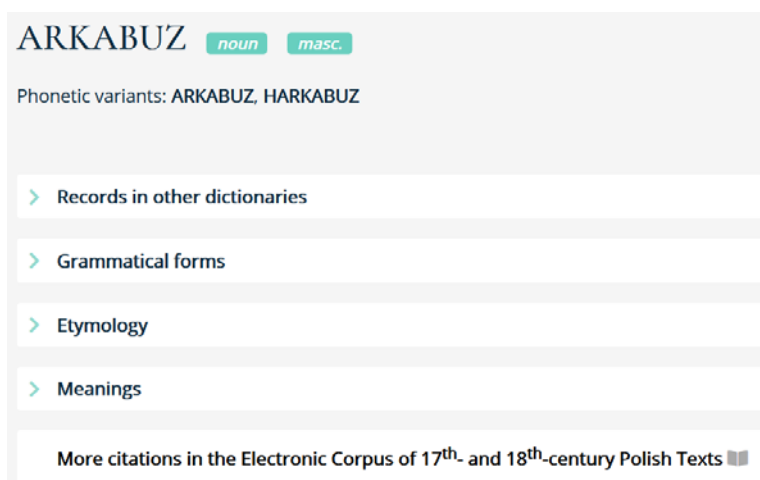 ARKABUZ noun masc.
Phonetic variants: ARKABUZ, HARKABUZ
Records in other dictionaries
Grammatical forms
Etymology
Meanings
More citations in the Electronic Corpus of 17th- and 18th-century Polish Texts